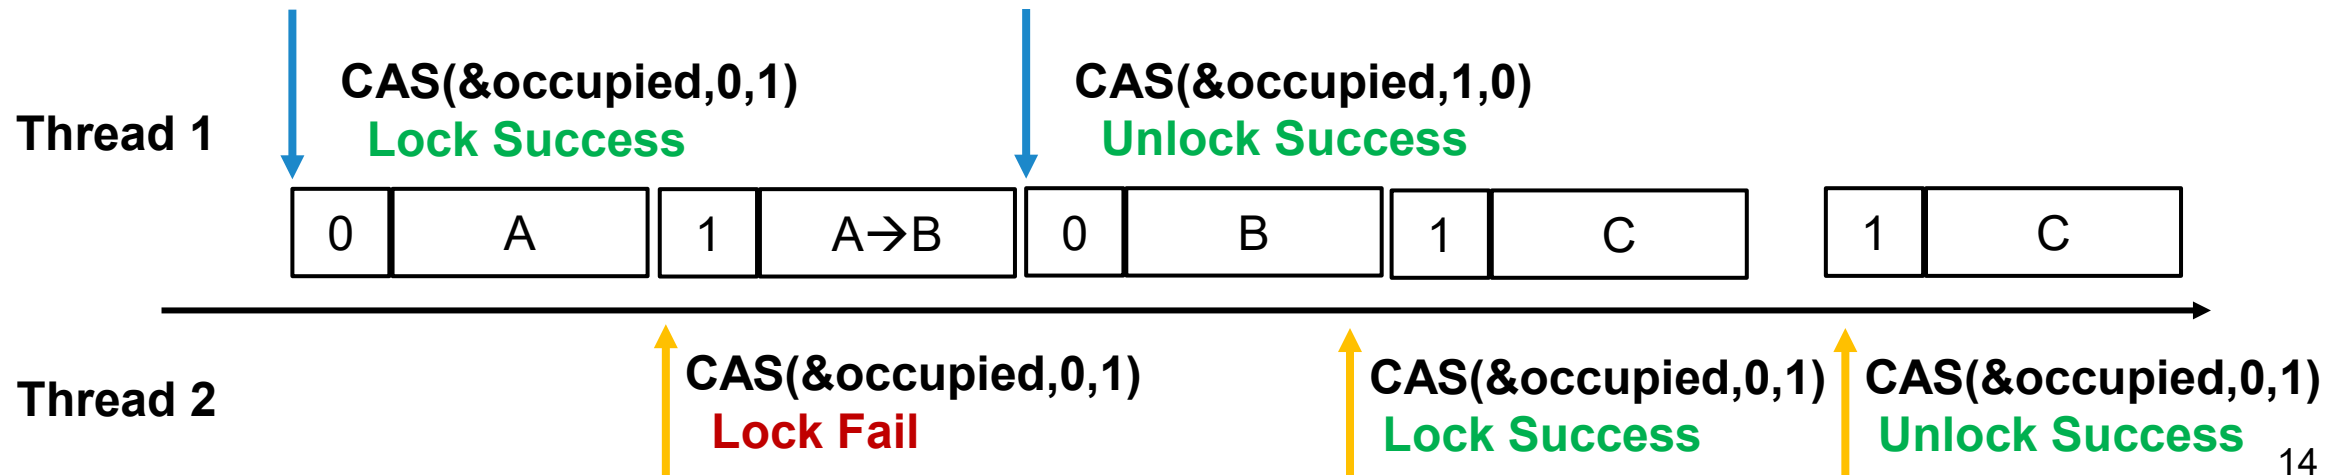 CAS(&occupied,0,1)
Lock Success
CAS(&occupied,1,0)
Unlock Success
Thread 1
0 A 1 A→B 0 B 1 C 1 C
CAS(&occupied,0,1)
Lock Fail
CAS(&occupied,0,1)
Lock Success
CAS(&occupied,0,1)
Unlock Success
Thread 2
14